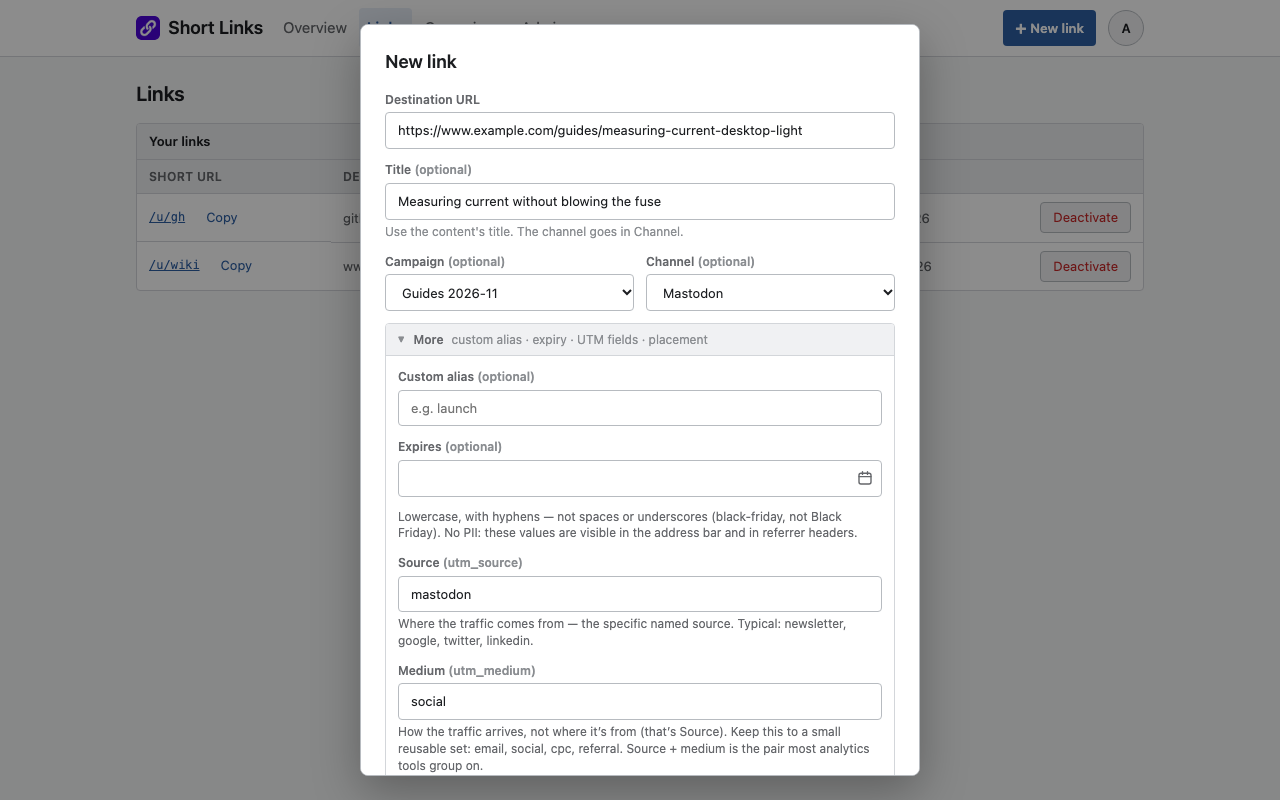 Short Links
Overview
+ New link
A
Links
Your links
SHORT URL
/u/gh Copy
Deactivate
/u/wiki Copy
Deactivate
New link
Destination URL
https://www.example.com/guides/measuring-current-desktop-light
Title (optional)
Measuring current without blowing the fuse
Use the content's title. The channel goes in Channel.
Campaign (optional) Channel (optional)
Guides 2026-11 Mastodon
▼ More custom alias · expiry · UTM fields · placement
Custom alias (optional)
e.g. launch
Expires (optional)
Lowercase, with hyphens — not spaces or underscores (black-friday, not Black
Friday). No PII: these values are visible in the address bar and in referrer headers.
Source (utm_source)
mastodon
Where the traffic comes from — the specific named source. Typical: newsletter,
google, twitter, linkedin.
Medium (utm_medium)
social
How the traffic arrives, not where it's from (that's Source). Keep this to a small
reusable set: email, social, cpc, referral. Source + medium is the pair most analytics
tools group on.